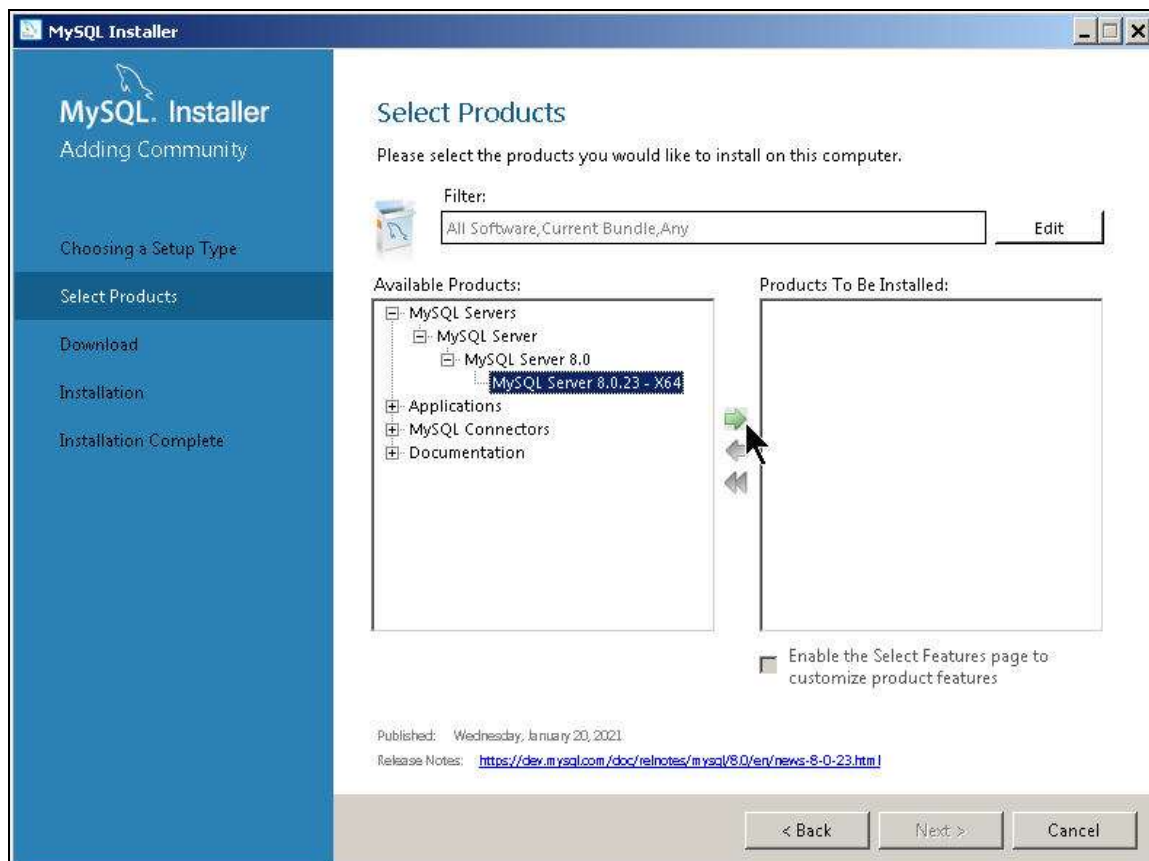 MySQL Installer
MySQL. Installer
Adding Community
Choosing a Setup Type
Select Products
Download
Installation
Installation Complete
Select Products
Please select the products you would like to install on this computer.
Filter:
All Software,Current Bundle,Any
Edit
Available Products:
MySQL Servers
MySQL Server
MySQL Server 8.0
MySQL Server 8.0.23 - X64
Applications
MySQL Connectors
Documentation
Products To Be Installed:
Enable the Select Features page to
customize product features
Published: Wednesday, January 20, 2021
Release Notes: https://dev.mysql.com/doc/relnotes/mysql/8.0/en/news-8-0-23.html
< Back
Next >
Cancel